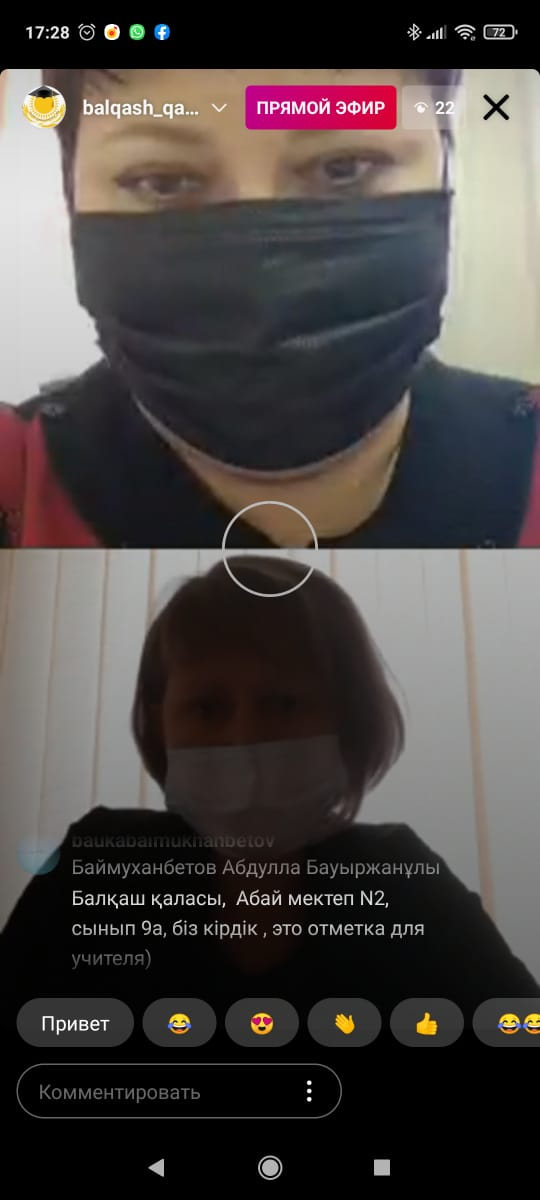 17:28
72
balqash_qa...
ПРЯМОЙ ЭФИР
22
baukabaimukhanbetov
Баймуханбетов Абдулла Бауыржанұлы
Балқаш қаласы,  Абай мектеп N2,
сынып 9а, біз кірдік , это отметка для
учителя)
Привет
Комментировать